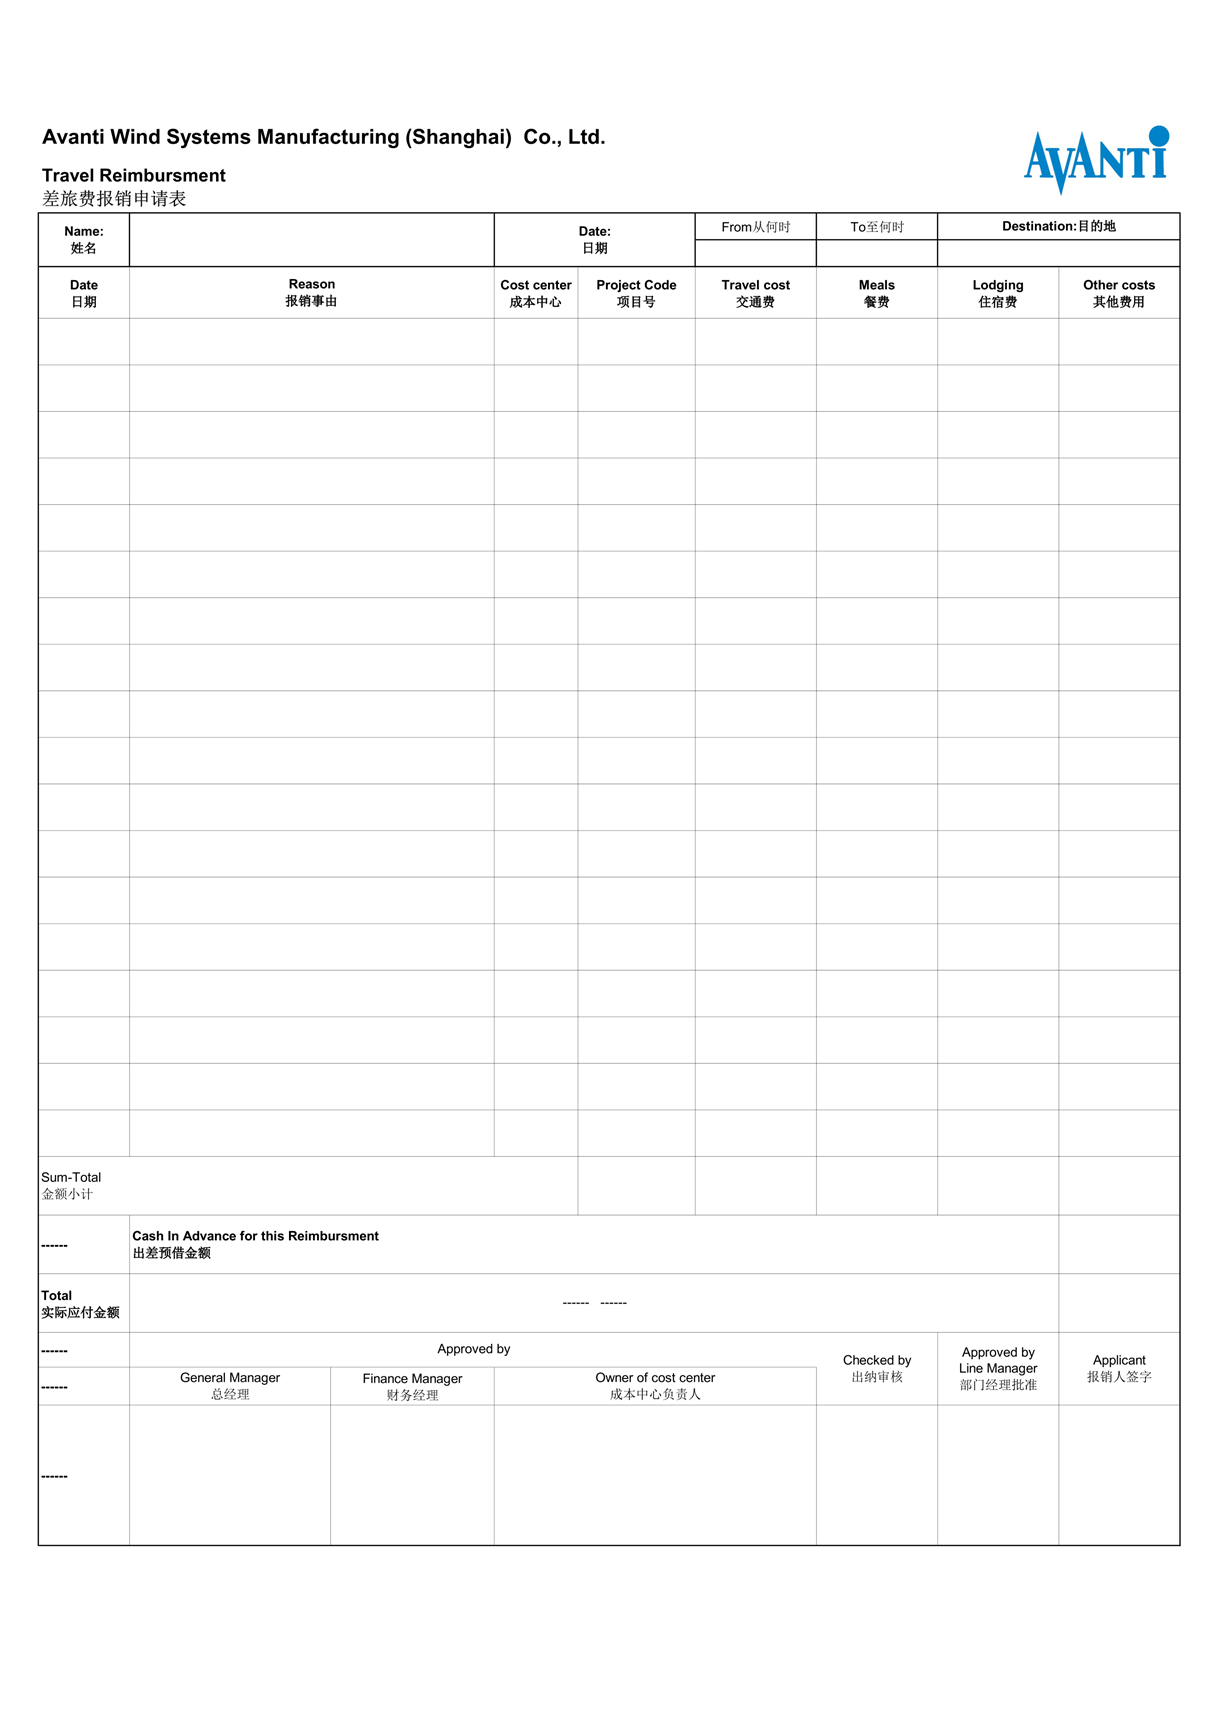 Avanti Wind Systems Manufacturing (Shanghai) Co., Ltd.
AVANTi
Travel Reimbursment
差旅费报销申请表
Name:
姓名
Date:
日期
From从何时
To至何时
Destination:目的地
Date
日期
Reason
报销事由
Cost center
成本中心
Project Code
项目号
Travel cost
交通费
Meals
餐费
Lodging
住宿费
Other costs
其他费用
Sum-Total
金额小计
------
Cash In Advance for this Reimbursment
出差预借金额
Total
实际应付金额
------ ------
------
Approved by
Checked by
出纳审核
Approved by
Line Manager
部门经理批准
Applicant
报销人签字
------
General Manager
总经理
Finance Manager
财务经理
Owner of cost center
成本中心负责人
------